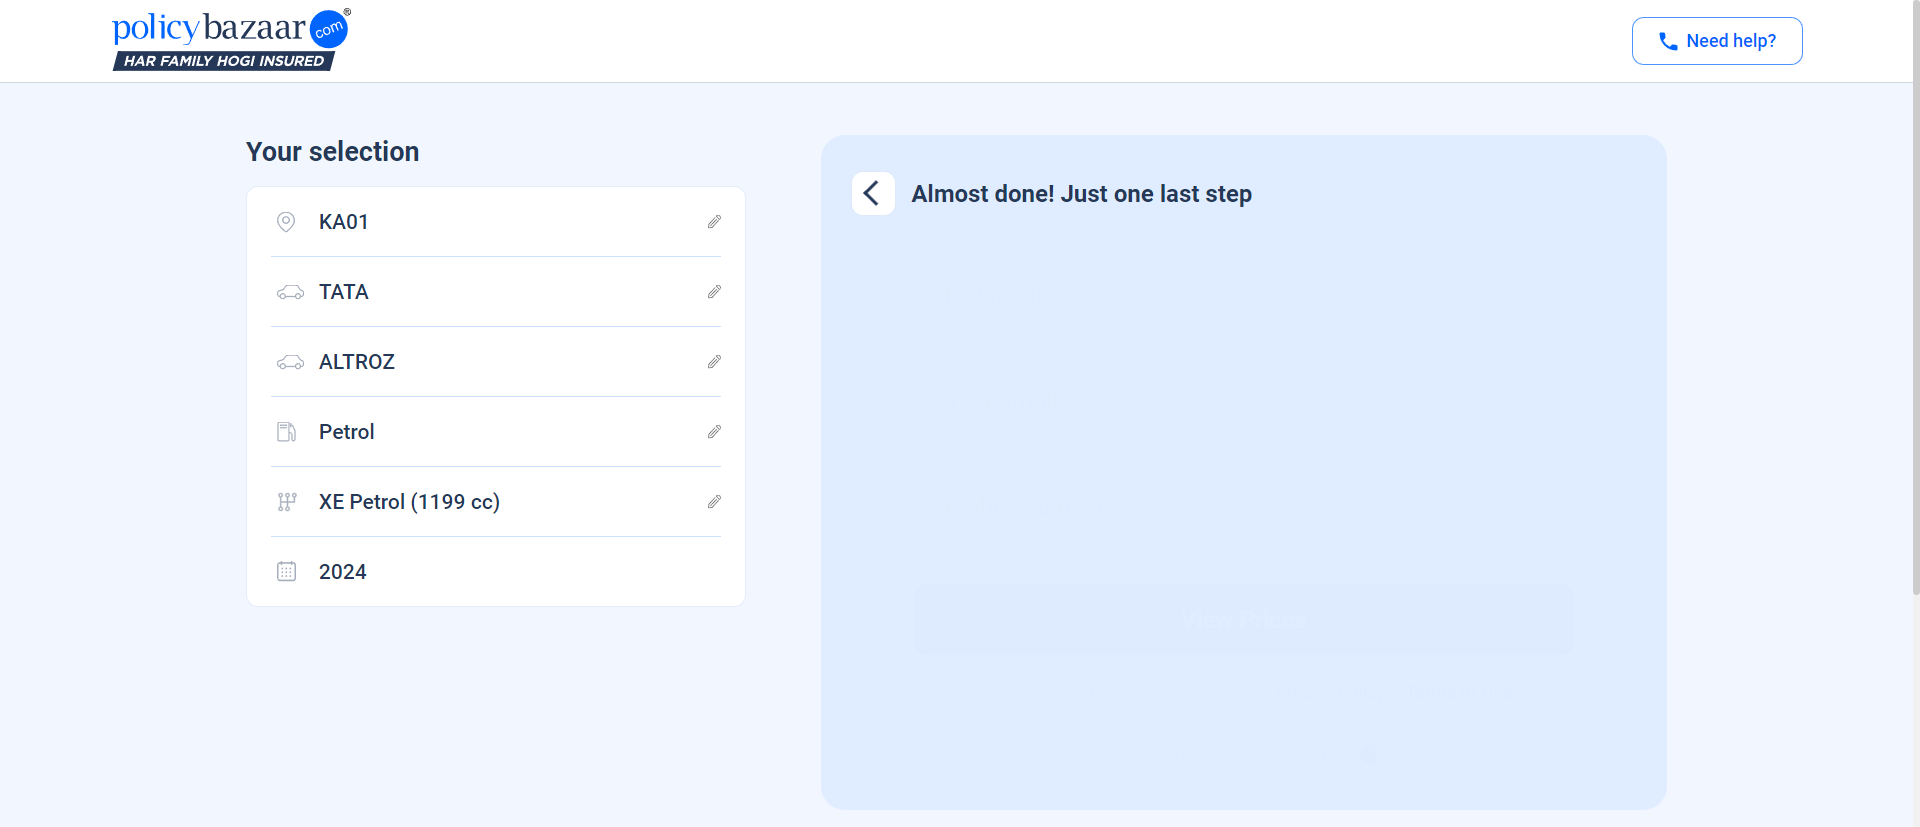 policybazaar.com®
HAR FAMILY HOGI INSURED
Need help?
Your selection
KA01
TATA
ALTROZ
Petrol
XE Petrol (1199 cc)
2024
Almost done! Just one last step